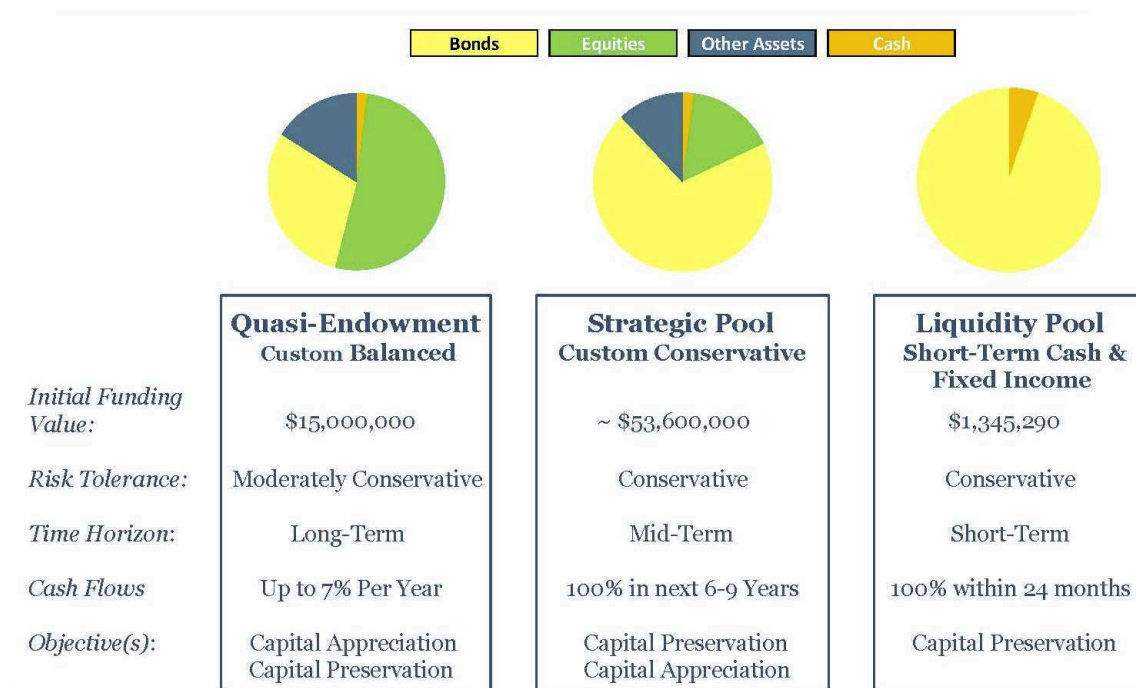 Bonds Equities Other Assets Cash
Quasi-Endowment
Custom Balanced
Strategic Pool
Custom Conservative
Liquidity Pool
Short-Term Cash &
Fixed Income
Initial Funding
Value: $15,000,000 ~ $53,600,000 $1,345,290
Risk Tolerance: Moderately Conservative Conservative Conservative
Time Horizon: Long-Term Mid-Term Short-Term
Cash Flows Up to 7% Per Year 100% in next 6-9 Years 100% within 24 months
Objective(s): Capital Appreciation Capital Preservation Capital Preservation
Capital Preservation Capital Appreciation